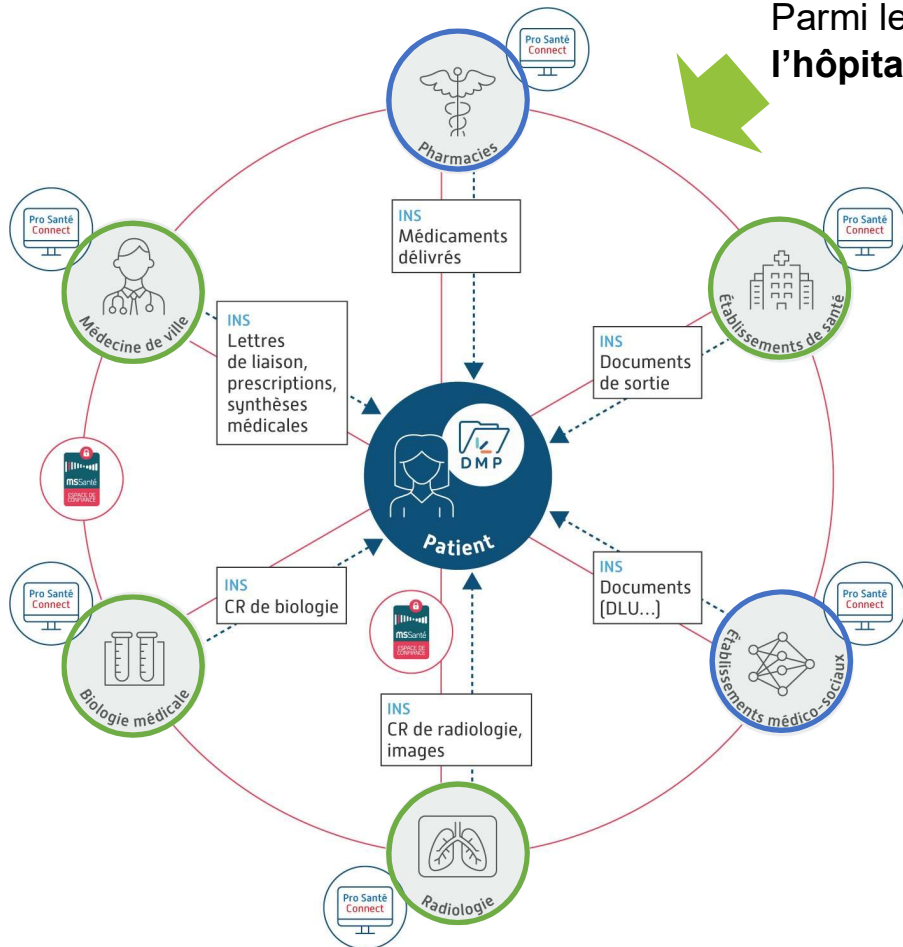 Parmi le
l'hôpita
Pro Santé
Connect
Pharmacies
Pro Santé
Connect
Médecine de ville
Pro Santé
Connect
Établissements de santé
INS
Médicaments
délivrés
INS
Lettres
de liaison,
prescriptions,
synthèses
médicales
INS
Documents
de sortie
DMP
Patient
MSSanté
ESPACE DE
CONFIANCE
INS
CR de biologie
INS
Documents
(DLU...)
Pro Santé
Connect
Biologie médicale
MSSanté
ESPACE DE
CONFIANCE
Pro Santé
Connect
Établissements médico-sociaux
INS
CR de radiologie,
images
Radiologie
Pro Santé
Connect